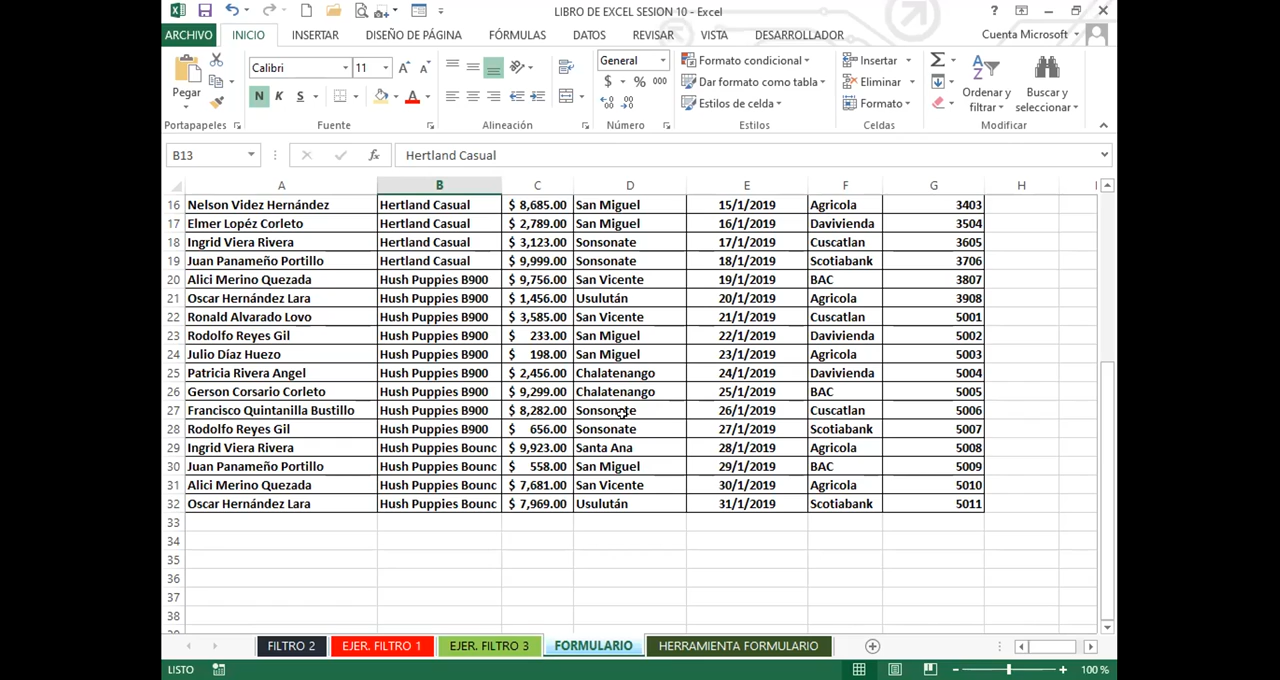 LIBRO DE EXCEL SESION 10 - Excel
ARCHIVO INICIO INSERTAR DISEÑO DE PÁGINA FÓRMULAS DATOS REVISAR VISTA DESARROLLADOR Cuenta Microsoft
Calibri 11 General Formato condicional Insertar
$ % 000 Dar formato como tabla Eliminar
Pegar N K S A Estilos de celda Formato Ordenar y filtrar Buscar y seleccionar
Portapapeles Fuente Alineación Número Estilos Celdas Modificar
B13 fx Hertland Casual
A B C D E F G H I
16 Nelson Videz Hernández Hertland Casual $ 8,685.00 San Miguel 15/1/2019 Agricola 3403
17 Elmer Lopéz Corleto Hertland Casual $ 2,789.00 San Miguel 16/1/2019 Davivienda 3504
18 Ingrid Viera Rivera Hertland Casual $ 3,123.00 Sonsonate 17/1/2019 Cuscatlan 3605
19 Juan Panameño Portillo Hertland Casual $ 9,999.00 Sonsonate 18/1/2019 Scotiabank 3706
20 Alici Merino Quezada Hush Puppies B900 $ 9,756.00 San Vicente 19/1/2019 BAC 3807
21 Oscar Hernández Lara Hush Puppies B900 $ 1,456.00 Usulután 20/1/2019 Agricola 3908
22 Ronald Alvarado Lovo Hush Puppies B900 $ 3,585.00 San Vicente 21/1/2019 Cuscatlan 5001
23 Rodolfo Reyes Gil Hush Puppies B900 $ 233.00 San Miguel 22/1/2019 Davivienda 5002
24 Julio Díaz Huezo Hush Puppies B900 $ 198.00 San Miguel 23/1/2019 Agricola 5003
25 Patricia Rivera Angel Hush Puppies B900 $ 2,456.00 Chalatenango 24/1/2019 Davivienda 5004
26 Gerson Corsario Corleto Hush Puppies B900 $ 9,299.00 Chalatenango 25/1/2019 BAC 5005
27 Francisco Quintanilla Bustillo Hush Puppies B900 $ 8,282.00 Sonsonate 26/1/2019 Cuscatlan 5006
28 Rodolfo Reyes Gil Hush Puppies B900 $ 656.00 Sonsonate 27/1/2019 Scotiabank 5007
29 Ingrid Viera Rivera Hush Puppies Bounc $ 9,923.00 Santa Ana 28/1/2019 Agricola 5008
30 Juan Panameño Portillo Hush Puppies Bounc $ 558.00 San Miguel 29/1/2019 BAC 5009
31 Alici Merino Quezada Hush Puppies Bounc $ 7,681.00 San Vicente 30/1/2019 Agricola 5010
32 Oscar Hernández Lara Hush Puppies Bounc $ 7,969.00 Usulután 31/1/2019 Scotiabank 5011
33
34
35
36
37
38
FILTRO 2 EJER. FILTRO 1 EJER. FILTRO 3 FORMULARIO HERRAMIENTA FORMULARIO
LISTO 100 %